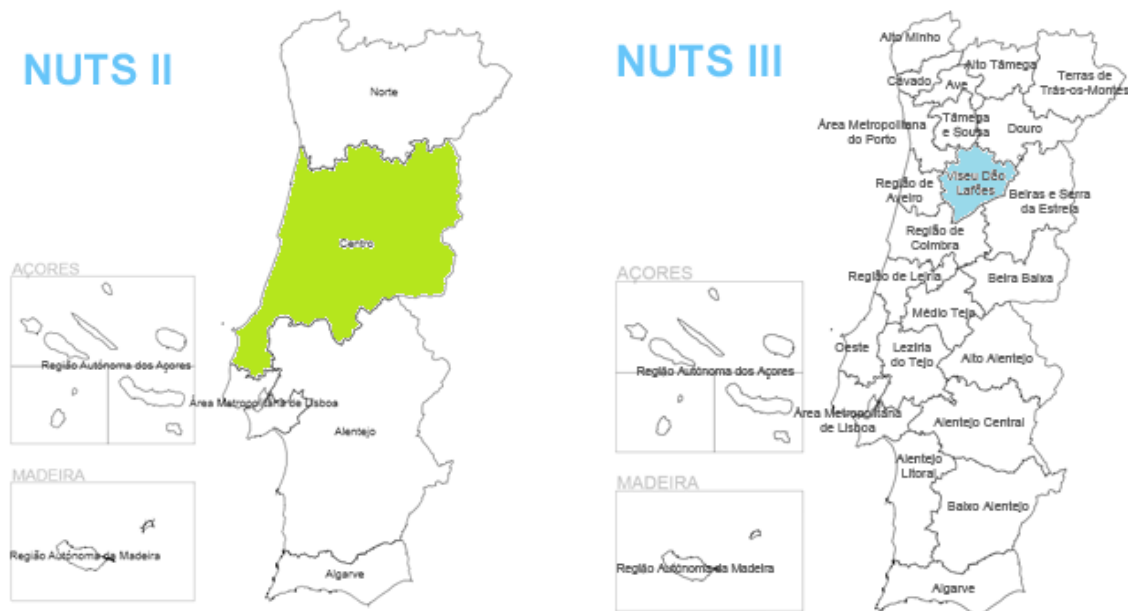 NUTS II
Norte
Centro
AÇORES
Região Autónoma dos Açores
Área Metropolitana de Lisboa
Alentejo
MADEIRA
Região Autónoma da Madeira
Algarve
NUTS III
Alto Minho
Alto Tâmega
Cávado
Ave
Terras de
Trás-os-Montes
Área Metropolitana
do Porto
Tâmega
e Sousa
Douro
Viseu Dão
Lafões
Região de
Aveiro
Beiras e Serra
da Estrela
Região de
Coimbra
AÇORES
Região de Leiria
Beira Baixa
Médio Tejo
Oeste
Lezíria
do Tejo
Alto Alentejo
Região Autónoma dos Açores
Área Metropolitana
de Lisboa
Alentejo Central
Alentejo
Litoral
MADEIRA
Baixo Alentejo
Região Autónoma da Madeira
Algarve